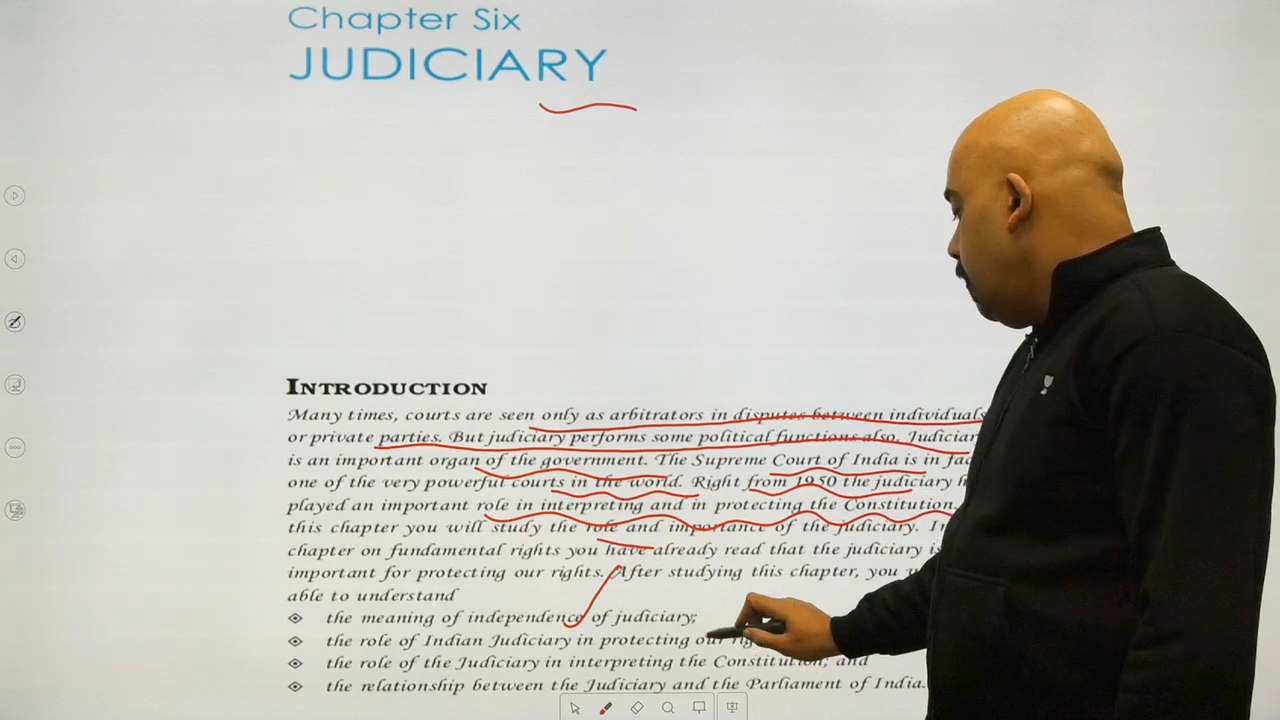 Chapter Six
JUDICIARY
INTRODUCTION
Many times, courts are seen only as arbitrators in disputes between individuals
or private parties. But judiciary performs some political functions also.
is an important organ of the government. The Supreme Court of India is in
one of the very powerful courts in the world. Right from 1950 the judiciary
played an important role in interpreting and in protecting the Constitution.
this chapter you will study the role and importance of the judiciary.
chapter on fundamental rights you have already read that the judiciary
important for protecting our rights. After studying this chapter, you
able to understand
the meaning of independence of judiciary;
the role of Indian Judiciary in protecting our
the role of the Judiciary in interpreting the Constitution; and
the relationship between the Judiciary and the Parliament of India.